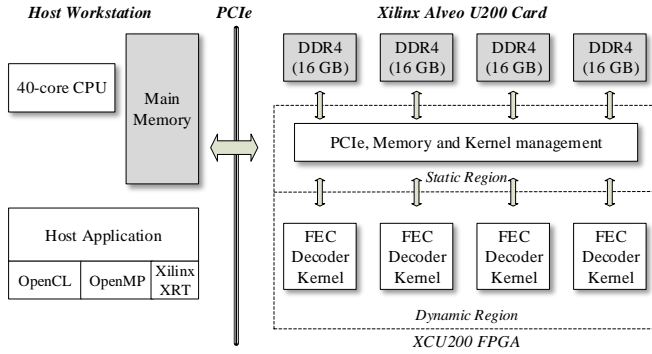 Host Workstation
PCIe
Xilinx Alveo U200 Card
40-core CPU
Main
Memory
DDR4
(16 GB)
DDR4
(16 GB)
DDR4
(16 GB)
DDR4
(16 GB)
PCIe, Memory and Kernel management
Static Region
Host Application
OpenCL
OpenMP
Xilinx
XRT
FEC
Decoder
Kernel
FEC
Decoder
Kernel
FEC
Decoder
Kernel
FEC
Decoder
Kernel
Dynamic Region
XCU200 FPGA